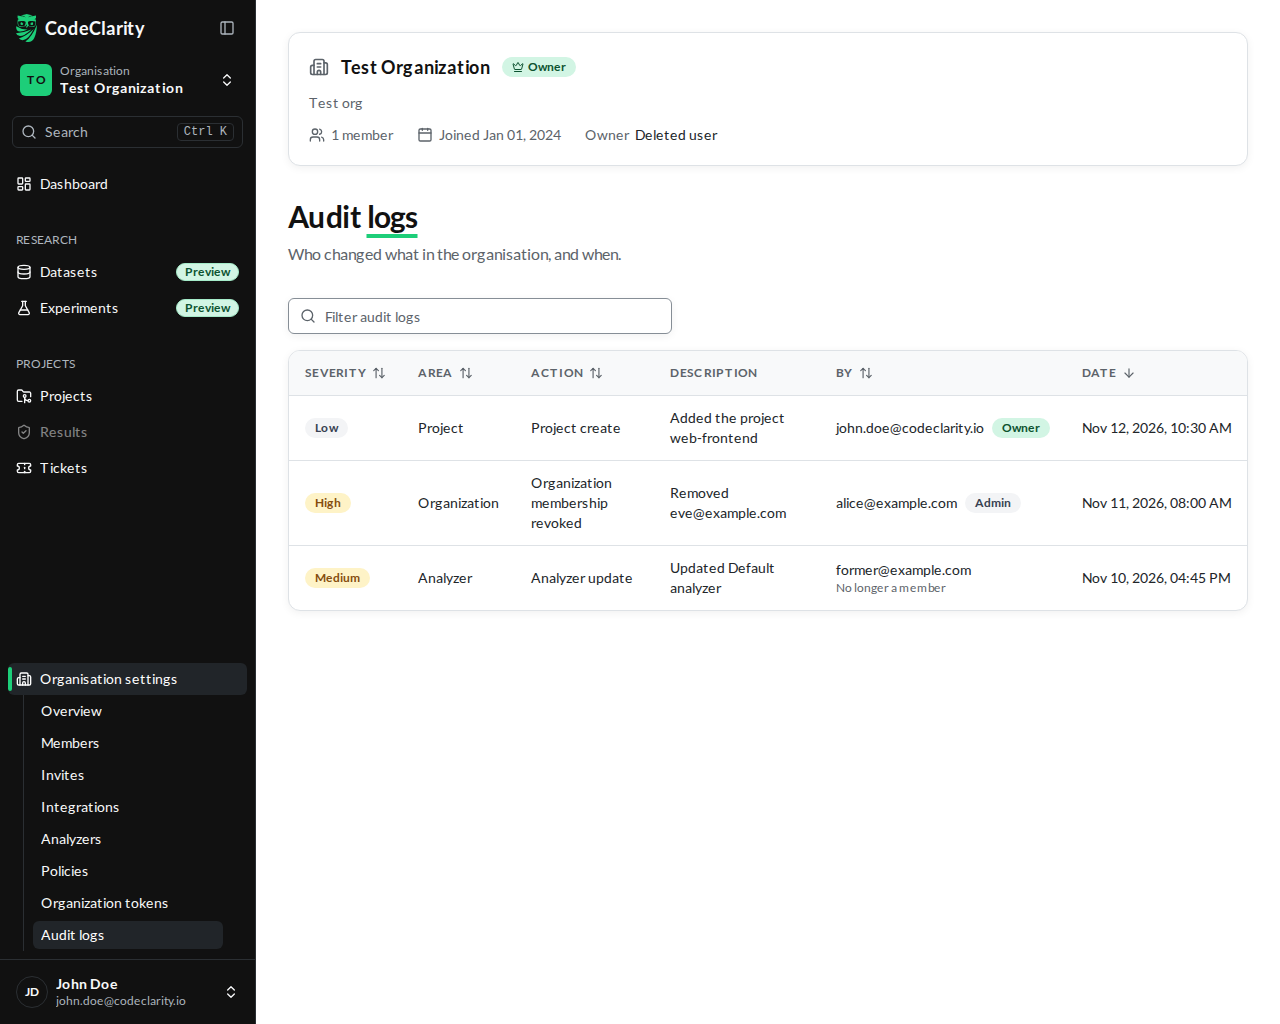 CodeClarity
TO
Organisation
Test Organization
Search
Ctrl K
Dashboard
RESEARCH
Datasets
Preview
Experiments
Preview
PROJECTS
Projects
Results
Tickets
Organisation settings
Overview
Members
Invites
Integrations
Analyzers
Policies
Organization tokens
Audit logs
JD
John Doe
john.doe@codeclarity.io
Test Organization
Owner
Test org
1 member
Joined Jan 01, 2024
Owner Deleted user
Audit logs
Who changed what in the organisation, and when.
Filter audit logs
SEVERITY
AREA
ACTION
DESCRIPTION
BY
DATE
Low
Project
Project create
Added the project
web-frontend
john.doe@codeclarity.io
Owner
Nov 12, 2026, 10:30 AM
High
Organization
Organization
membership
revoked
Removed
eve@example.com
alice@example.com
Admin
Nov 11, 2026, 08:00 AM
Medium
Analyzer
Analyzer update
Updated Default
analyzer
former@example.com
No longer a member
Nov 10, 2026, 04:45 PM